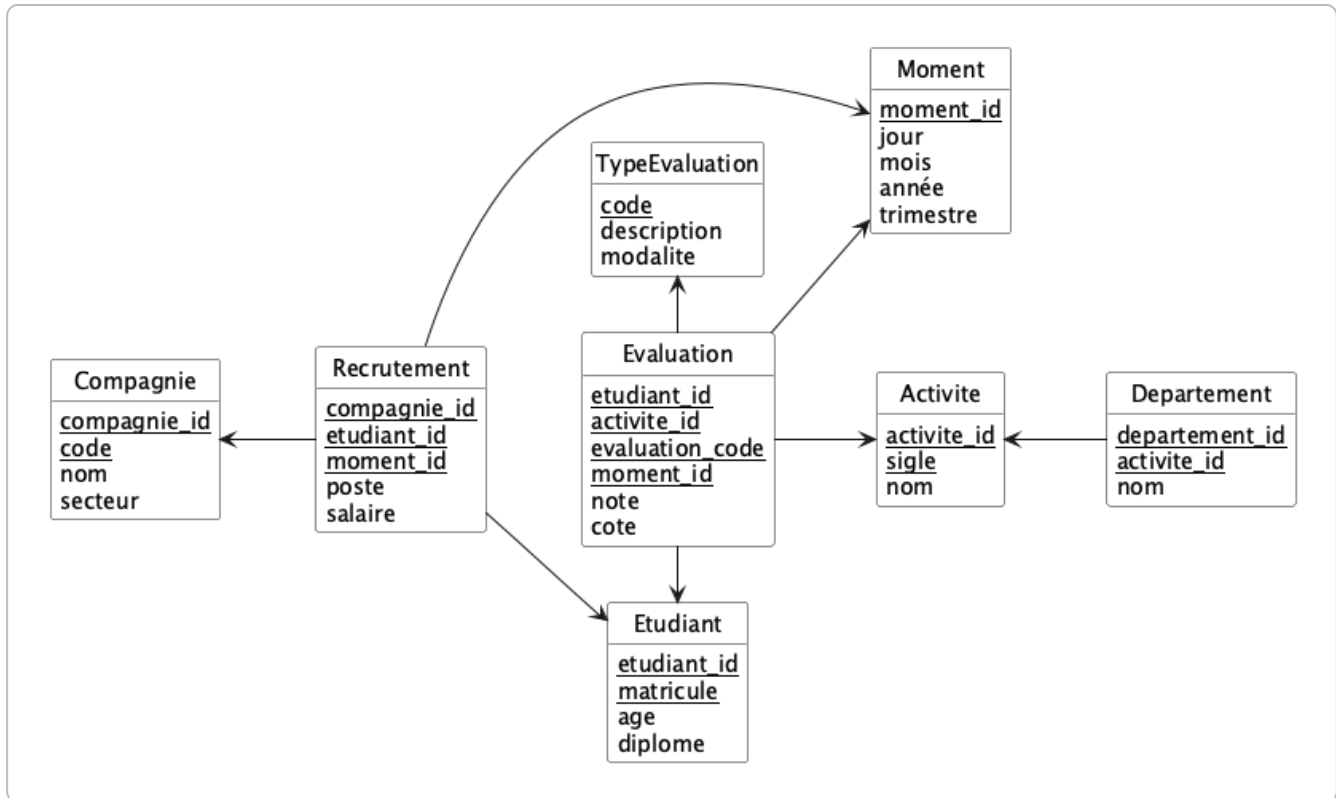 Moment
moment_id
jour
mois
année
trimestre
TypeEvaluation
code
description
modalite
Compagnie
compagnie_id
code
nom
secteur
Recrutement
compagnie_id
etudiant_id
moment_id
poste
salaire
Evaluation
etudiant_id
activite_id
evaluation_code
moment_id
note
cote
Activite
activite_id
sigle
nom
Departement
departement_id
activite_id
nom
Etudiant
etudiant_id
matricule
age
diplome